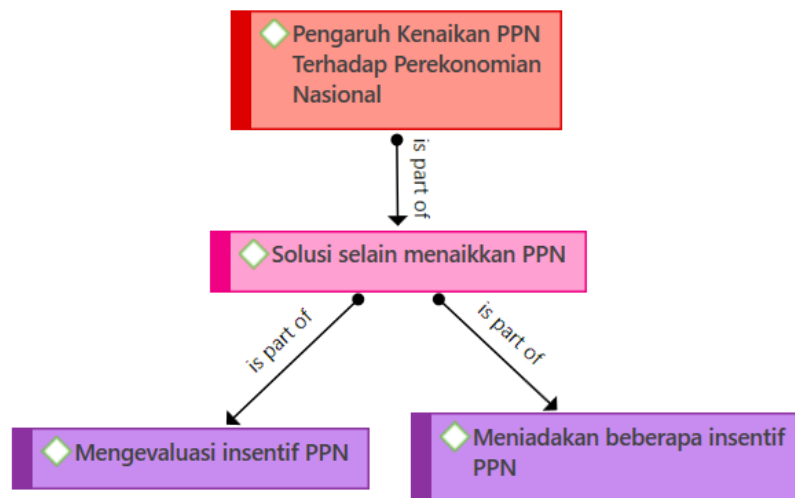 Pengaruh Kenaikan PPN
Terhadap Perekonomian
Nasional
is part of
Solusi selain menaikkan PPN
is part of
is part of
Mengevaluasi insentif PPN
Meniadakan beberapa insentif
PPN